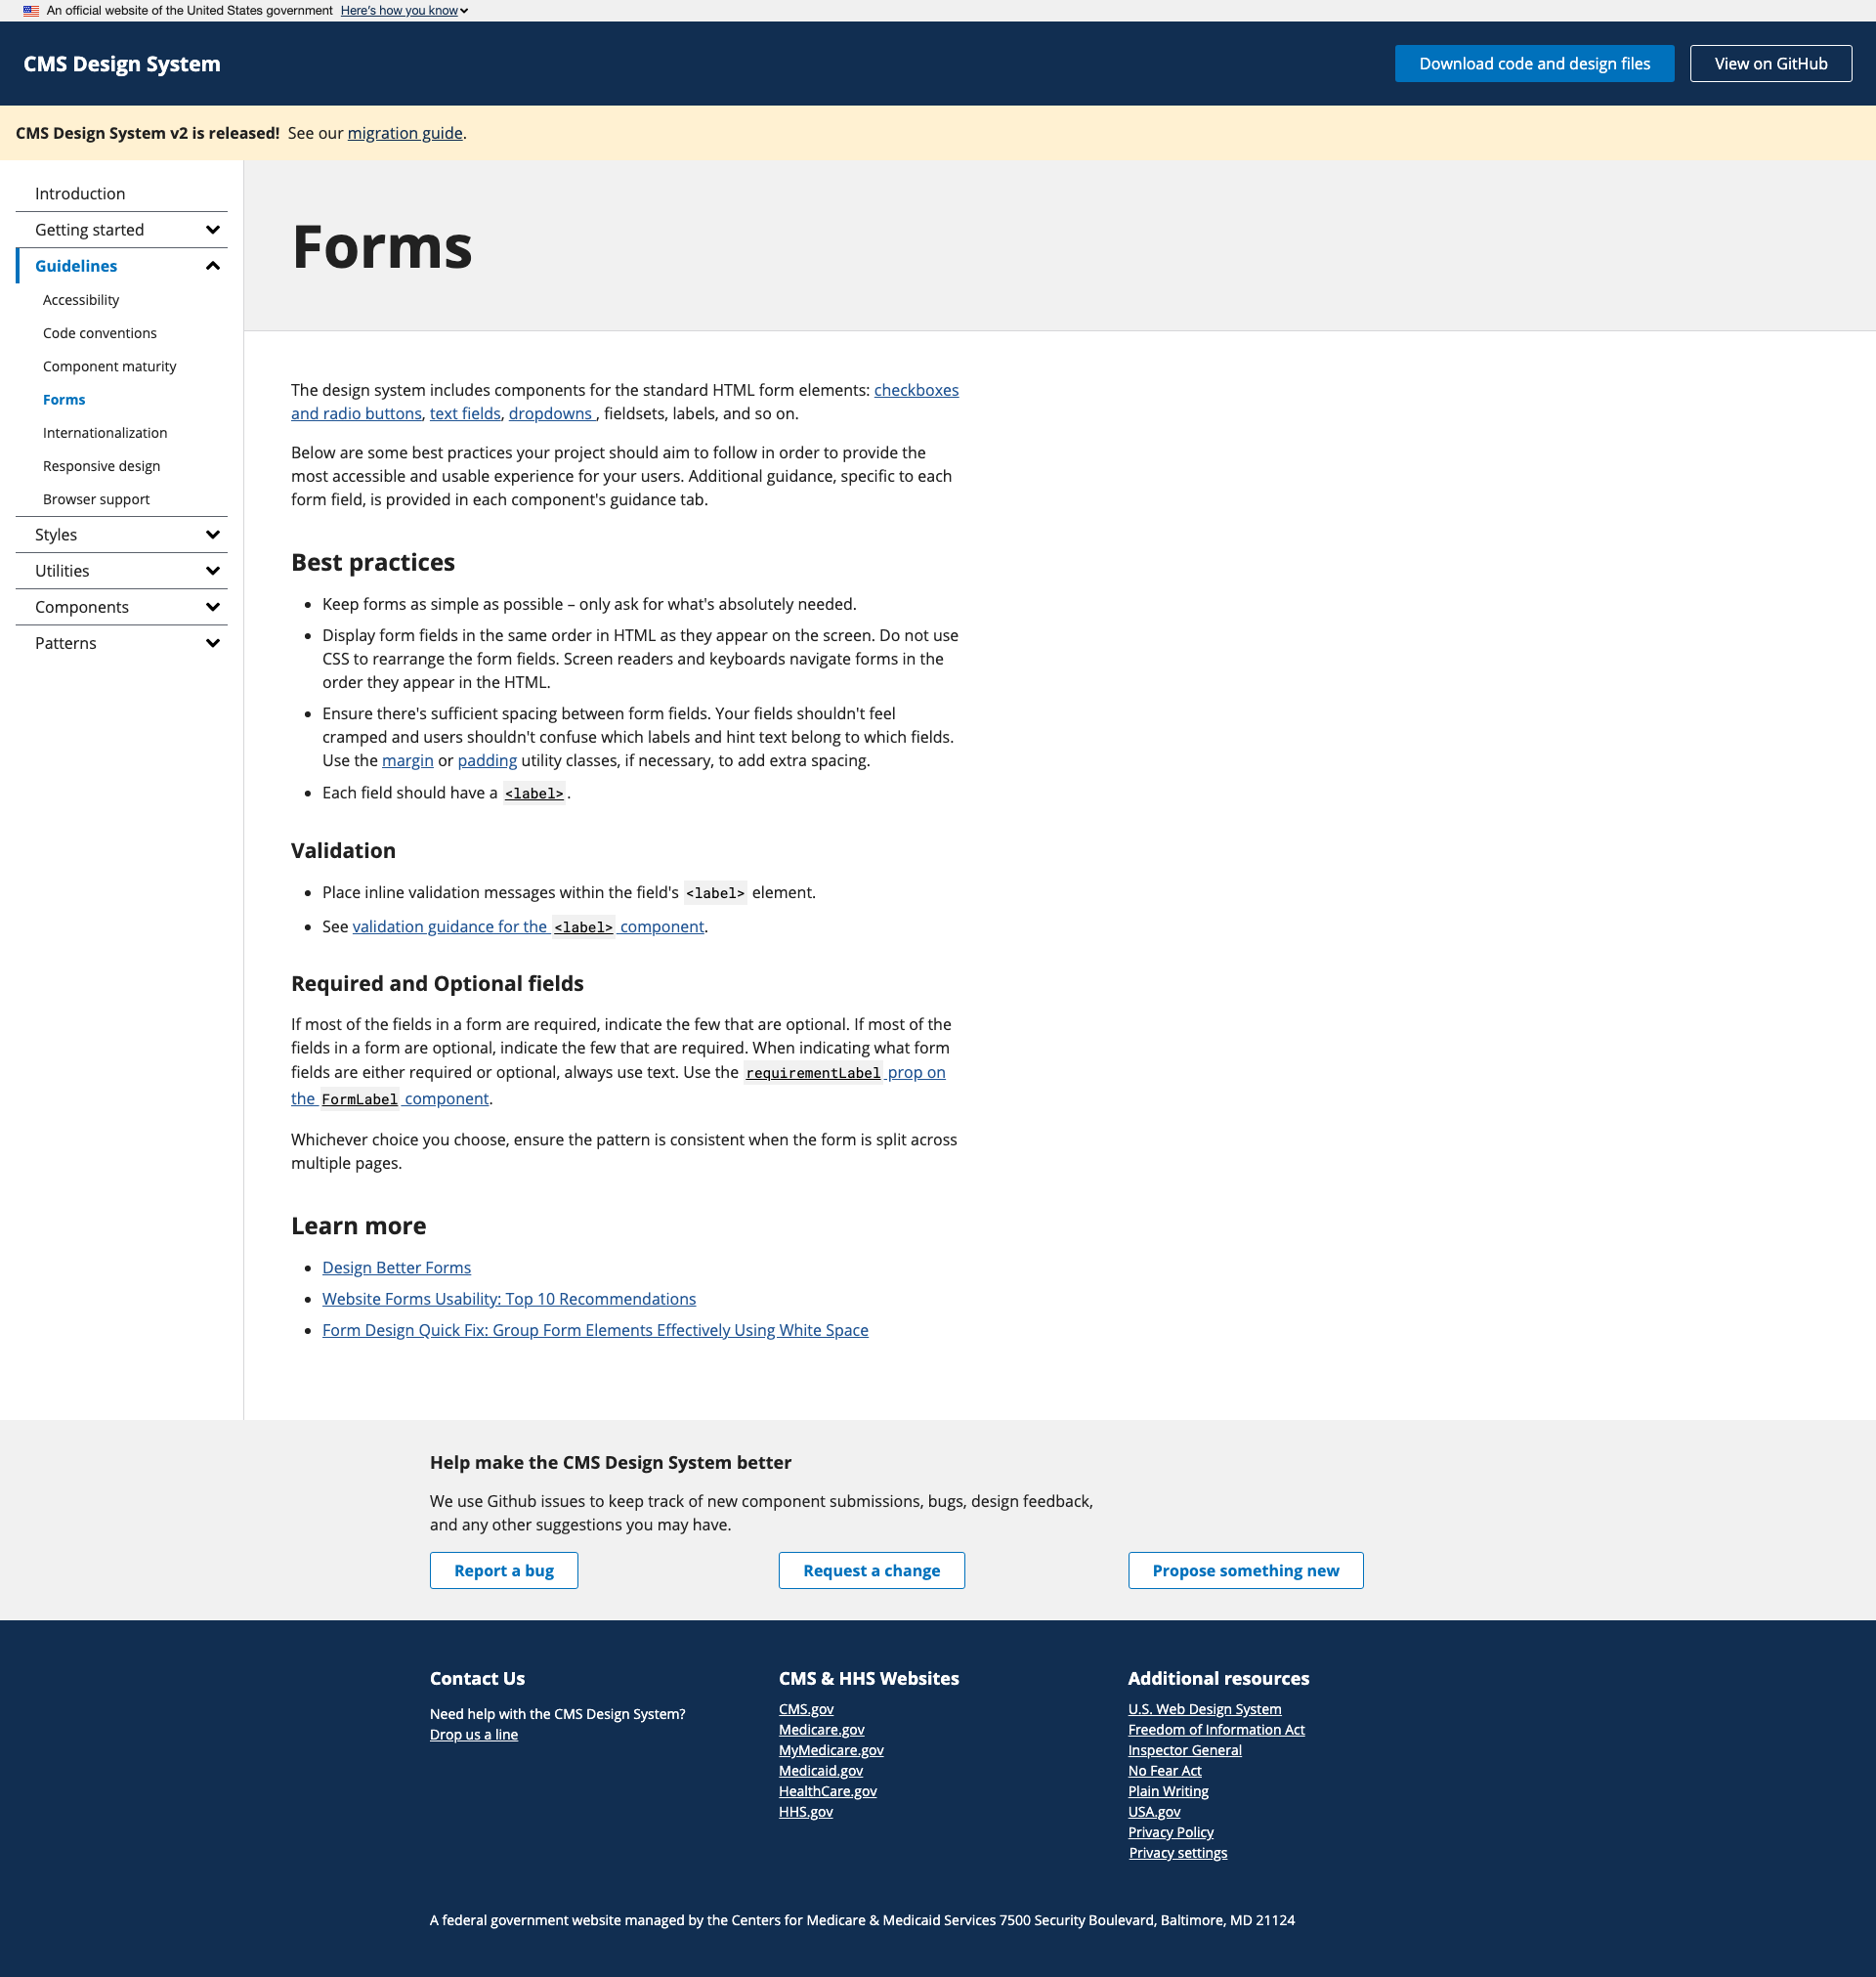 An official website of the United States government Here's how you know
CMS Design System
Download code and design files
View on GitHub
CMS Design System v2 is released! See our migration guide.
Introduction
Getting started
Guidelines
Accessibility
Code conventions
Component maturity
Forms
Internationalization
Responsive design
Browser support
Styles
Utilities
Components
Patterns
Forms
The design system includes components for the standard HTML form elements: checkboxes
and radio buttons, text fields, dropdowns , fieldsets, labels, and so on.
Below are some best practices your project should aim to follow in order to provide the
most accessible and usable experience for your users. Additional guidance, specific to each
form field, is provided in each component's guidance tab.
Best practices
Keep forms as simple as possible – only ask for what's absolutely needed.
Display form fields in the same order in HTML as they appear on the screen. Do not use
CSS to rearrange the form fields. Screen readers and keyboards navigate forms in the
order they appear in the HTML.
Ensure there's sufficient spacing between form fields. Your fields shouldn't feel
cramped and users shouldn't confuse which labels and hint text belong to which fields.
Use the margin or padding utility classes, if necessary, to add extra spacing.
Each field should have a <label>.
Validation
Place inline validation messages within the field's <label> element.
See validation guidance for the <label> component.
Required and Optional fields
If most of the fields in a form are required, indicate the few that are optional. If most of the
fields in a form are optional, indicate the few that are required. When indicating what form
fields are either required or optional, always use text. Use the requirementLabel prop on
the FormLabel component.
Whichever choice you choose, ensure the pattern is consistent when the form is split across
multiple pages.
Learn more
Design Better Forms
Website Forms Usability: Top 10 Recommendations
Form Design Quick Fix: Group Form Elements Effectively Using White Space
Help make the CMS Design System better
We use Github issues to keep track of new component submissions, bugs, design feedback,
and any other suggestions you may have.
Report a bug
Request a change
Propose something new
Contact Us
Need help with the CMS Design System?
Drop us a line
CMS & HHS Websites
CMS.gov
Medicare.gov
MyMedicare.gov
Medicaid.gov
HealthCare.gov
HHS.gov
Additional resources
U.S. Web Design System
Freedom of Information Act
Inspector General
No Fear Act
Plain Writing
USA.gov
Privacy Policy
Privacy settings
A federal government website managed by the Centers for Medicare & Medicaid Services 7500 Security Boulevard, Baltimore, MD 21124